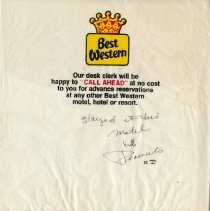 Best
Western
Our desk clerk will be
happy to "CALL AHEAD" at no cost
to you for advance reservations
at any other Best Western
motel, hotel or resort.
stayed at this
motel